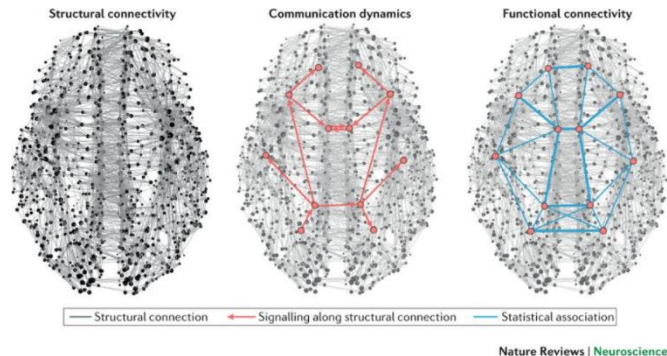 Structural connectivity
Communication dynamics
Functional connectivity
Structural connection
Signalling along structural connection
Statistical association
Nature Reviews | Neuroscience